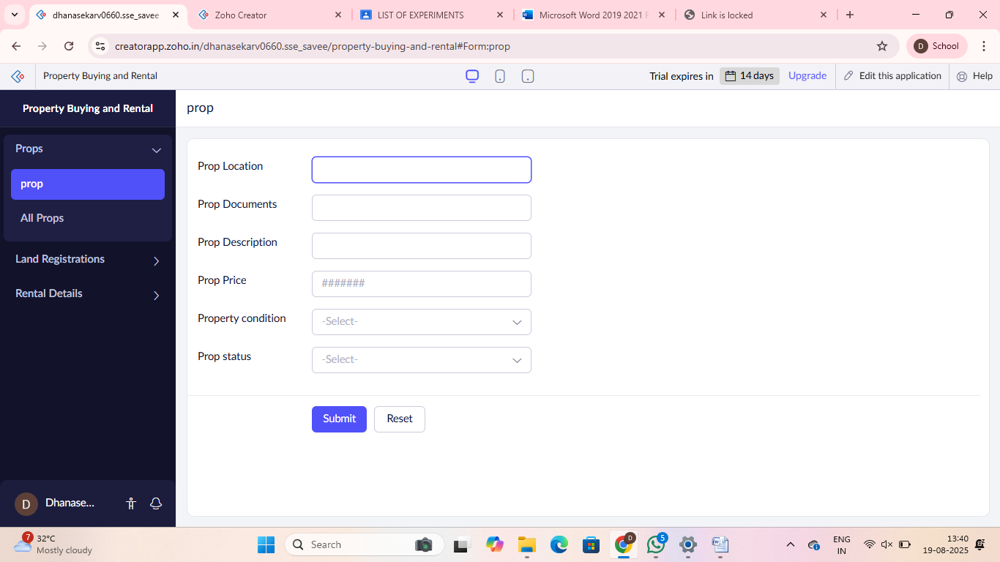 dhanasekarv0660.sse_savee
Zoho Creator
LIST OF EXPERIMENTS
Microsoft Word 2019 2021 F
Link is locked
creatorapp.zoho.in/dhanasekarv0660.sse_savee/property-buying-and-rental#Form:prop
D
School
Property Buying and Rental
Trial expires in
14 days
Upgrade
Edit this application
Help
Property Buying and Rental
prop
Props
prop
All Props
Land Registrations
Rental Details
Prop Location
Prop Documents
Prop Description
Prop Price
#######
Property condition
-Select-
Prop status
-Select-
Submit
Reset
D
Dhanase...
7
32°C
Mostly cloudy
Search
D
5
ENG
IN
13:40
19-08-2025